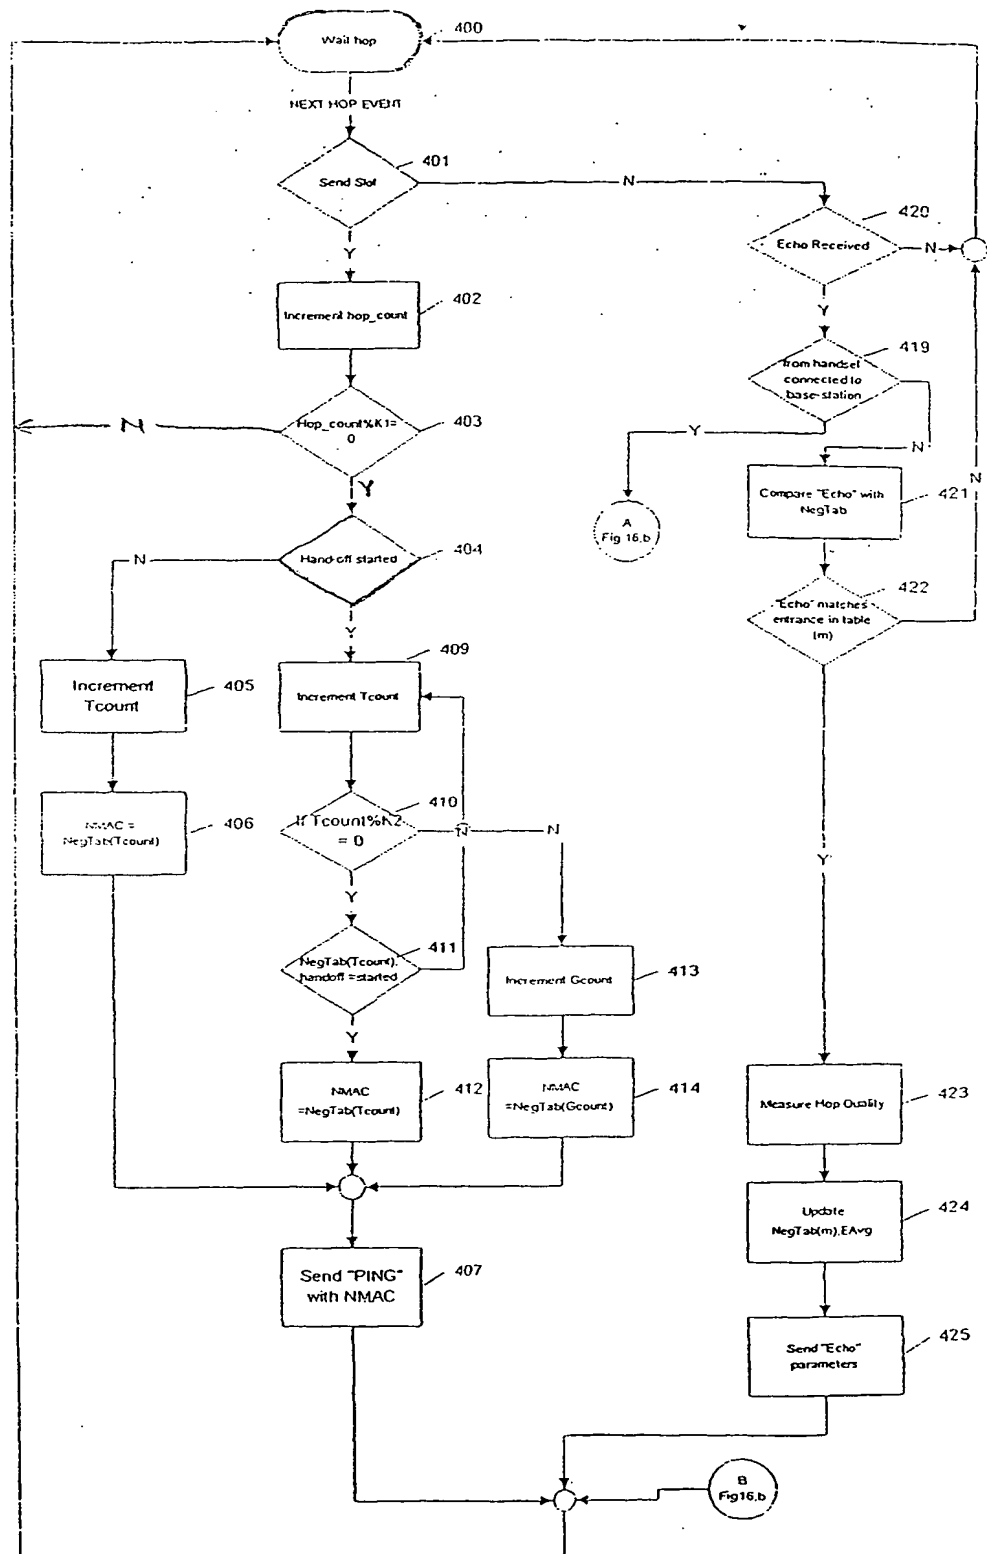 Wait hop
400
NEXT HOP EVENT
Send Slot
401
N
Y
420
Echo Received
N
Increment hop_count
402
Y
419
from handset
connected to
base-station
Hop_count%K1=
0
403
N
Y
Y
N
A
Fig 16,b
Compare "Echo" with
NegTab
421
N
Hand-off started
404
N
Y
422
"Echo" matches
entrance in table
(m)
409
Increment
Tcount
405
Increment Tcount
NMAC =
NegTab(Tcount)
406
If Tcount%K2
= 0
410
N
N
Y
Y
NegTab(Tcount).
handoff =started
411
Increment Gcount
413
Y
NMAC
=NegTab(Tcount)
412
NMAC
=NegTab(Gcount)
414
Measure Hop Quality
423
Update
NegTab(m).EAvg
424
Send "PING"
with NMAC
407
Send "Echo"
parameters
425
B
Fig16,b